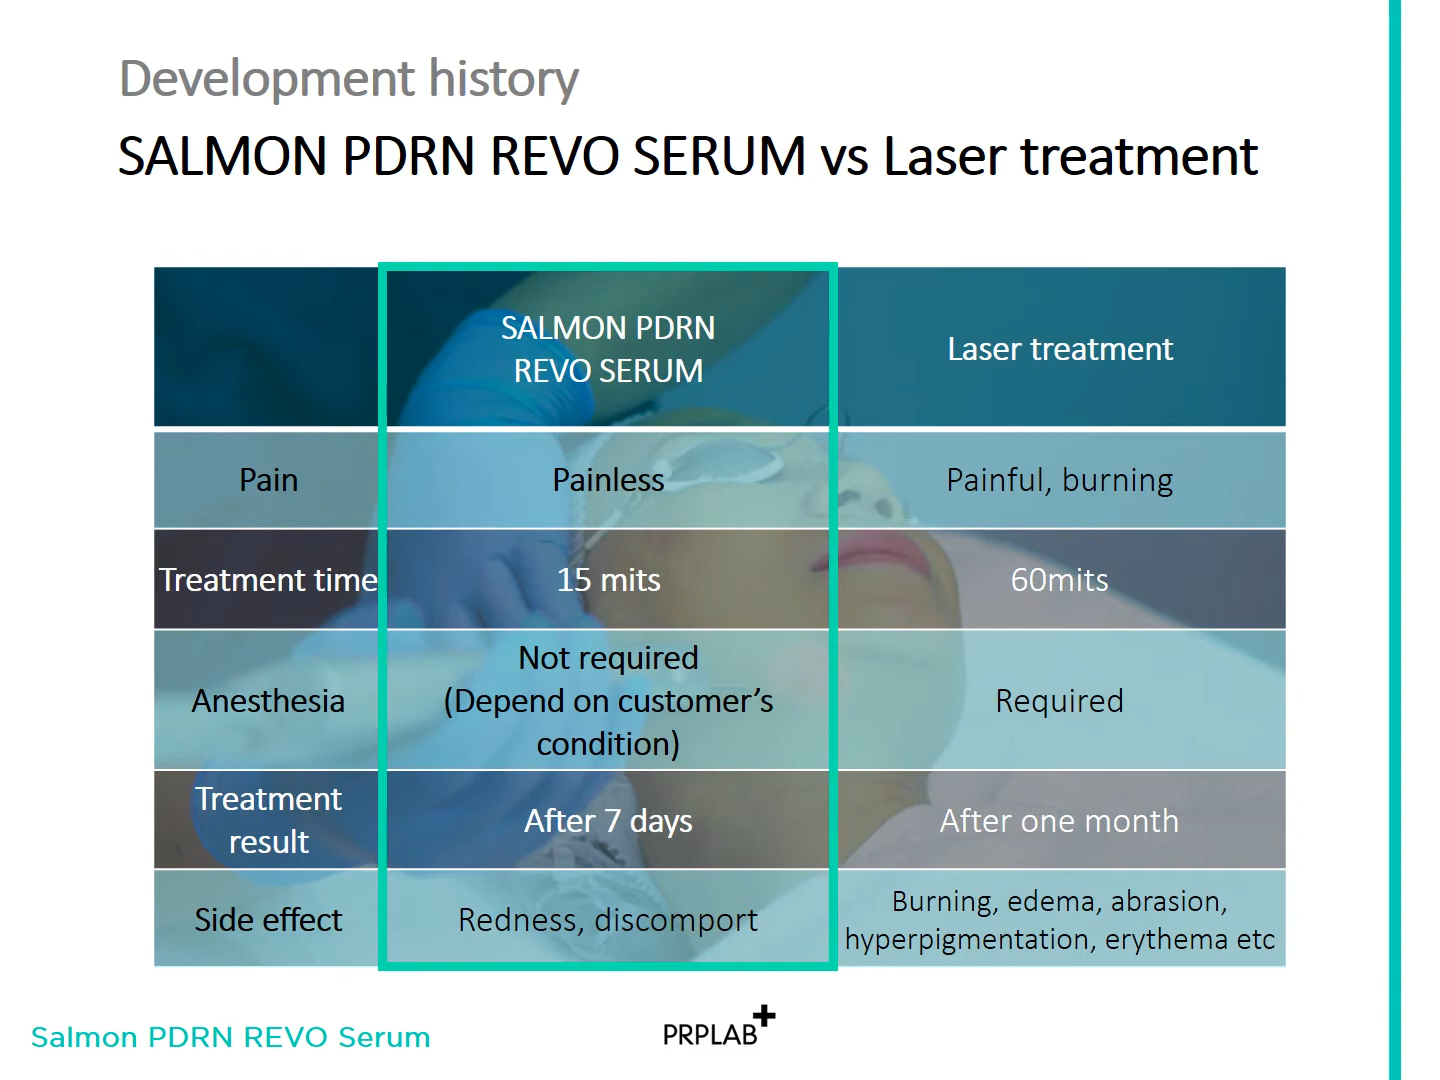 Development history
SALMON PDRN REVO SERUM vs Laser treatment
SALMON PDRN
REVO SERUM
Laser treatment
Pain
Painless
Painful, burning
Treatment time
15 mits
60mits
Anesthesia
Not required
(Depend on customer’s
condition)
Required
Treatment
result
After 7 days
After one month
Side effect
Redness, discomport
Burning, edema, abrasion,
hyperpigmentation, erythema etc
Salmon PDRN REVO Serum
PRPLAB+